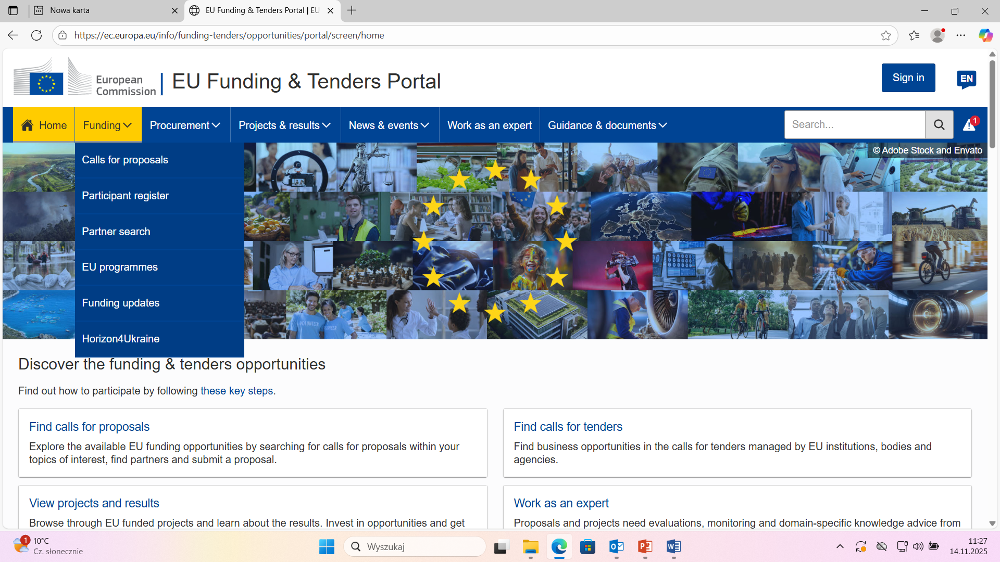 Nowa karta
EU Funding & Tenders Portal | EU
https://ec.europa.eu/info/funding-tenders/opportunities/portal/screen/home
European
Commission
EU Funding & Tenders Portal
Sign in
EN
Home
Funding
Procurement
Projects & results
News & events
Work as an expert
Guidance & documents
Search...
1
© Adobe Stock and Envato
Calls for proposals
Participant register
Partner search
EU programmes
Funding updates
Horizon4Ukraine
VOLUNTEER
Discover the funding & tenders opportunities
Find out how to participate by following these key steps.
Find calls for proposals
Explore the available EU funding opportunities by searching for calls for proposals within your
topics of interest, find partners and submit a proposal.
Find calls for tenders
Find business opportunities in the calls for tenders managed by EU institutions, bodies and
agencies.
View projects and results
Browse through EU funded projects and learn about the results. Invest in opportunities and get
Work as an expert
Proposals and projects need evaluations, monitoring and domain-specific knowledge advice from
1
10°C
Cz. słonecznie
Wyszukaj
11:27
14.11.2025